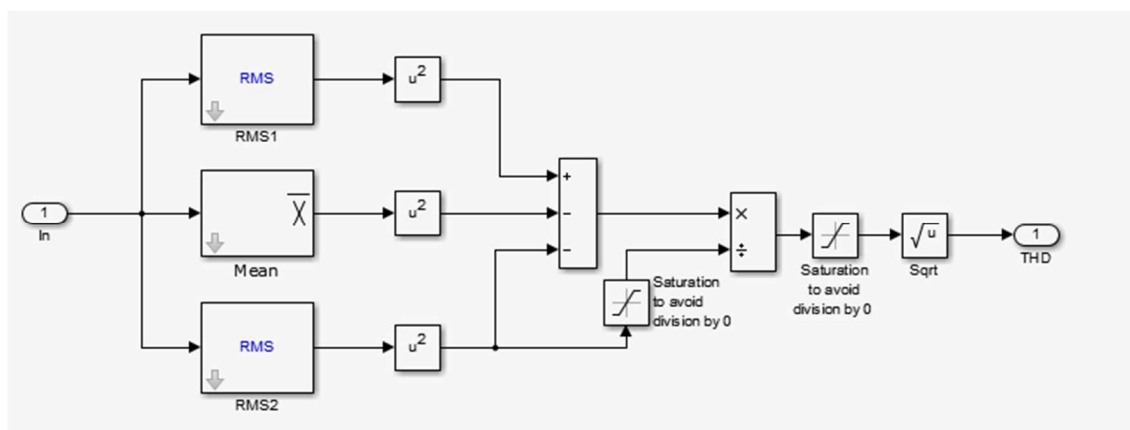 RMS
u²
RMS1
+
1
In
X̅
Mean
u²
−
−
×
÷
Saturation
to avoid
division by 0
Saturation
to avoid
division by 0
√u
Sqrt
1
THD
RMS
u²
RMS2